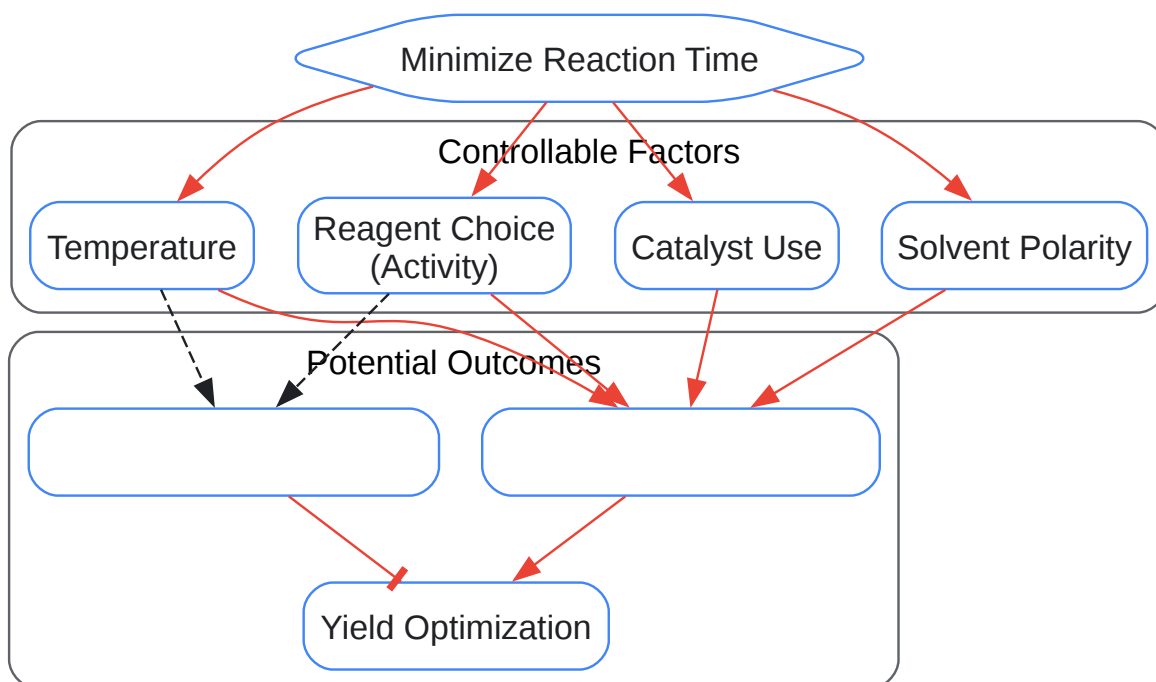 Minimize Reaction Time
Controllable Factors
Temperature
Reagent Choice
(Activity)
Catalyst Use
Solvent Polarity
Potential Outcomes
Yield Optimization